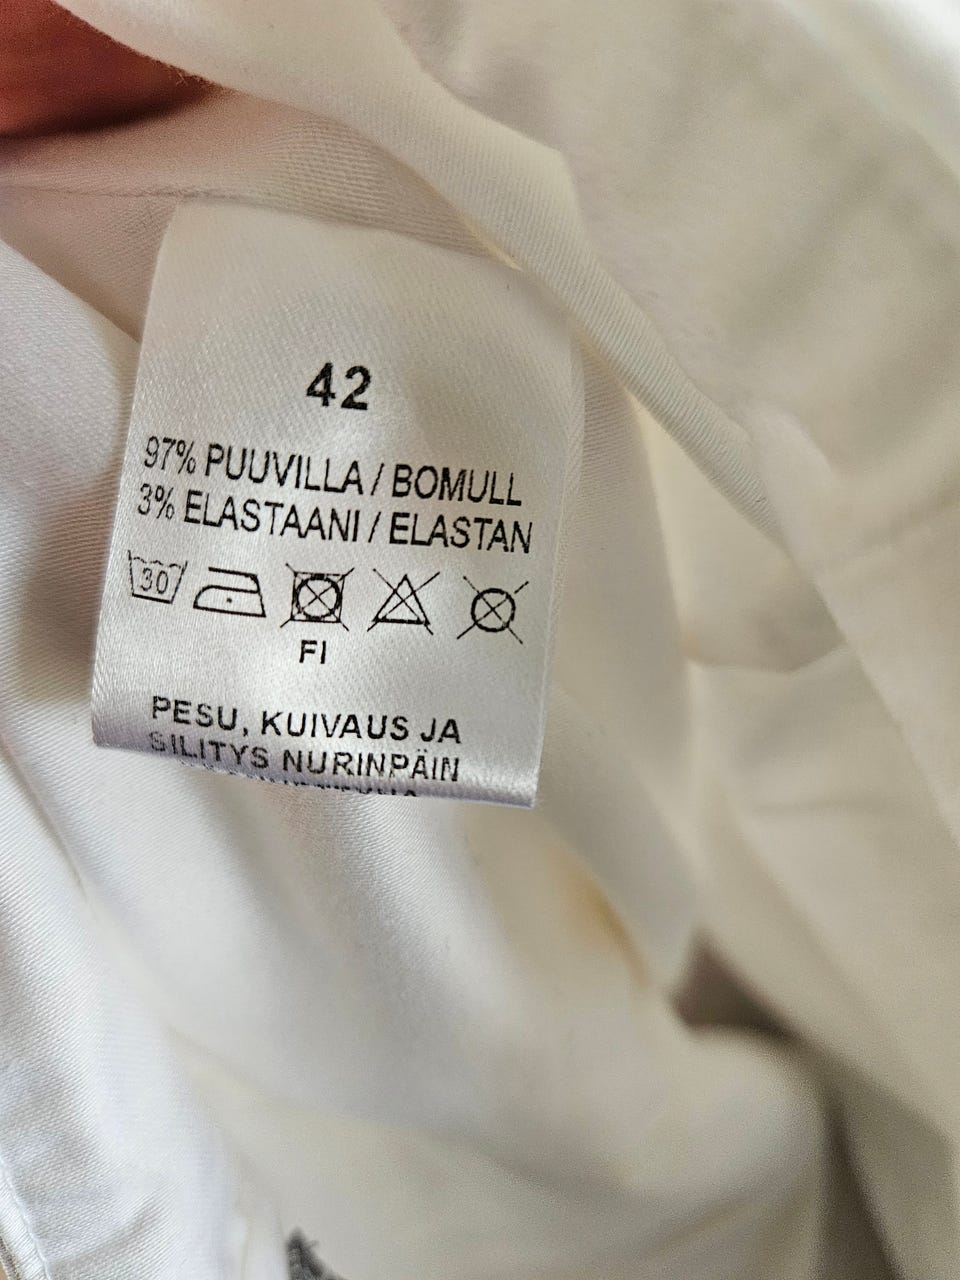 42
97% PUUVILLA / BOMULL
3% ELASTAANI / ELASTAN
30
FI
PESU, KUIVAUS JA
SILITYS NURINPÄIN